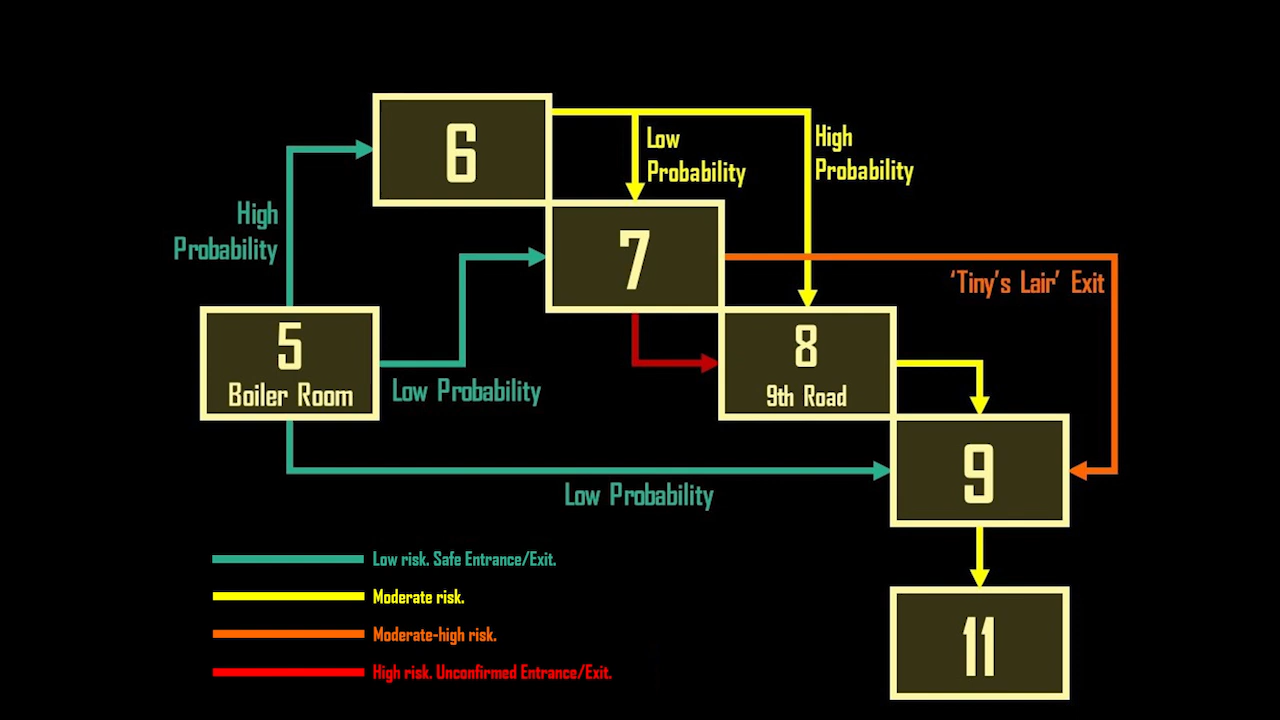 6
Low
Probability
High
Probability
High
Probability
7
'Tiny's Lair' Exit
5
Boiler Room
8
9th Road
Low Probability
9
Low Probability
Low risk. Safe Entrance/Exit.
Moderate risk.
Moderate-high risk.
High risk. Unconfirmed Entrance/Exit.
11